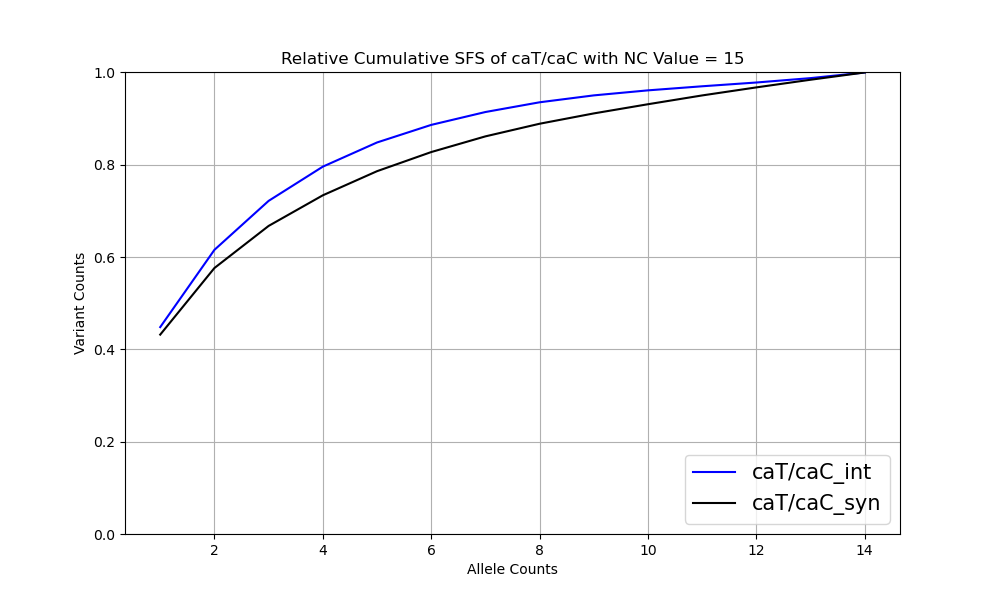 Relative Cumulative SFS of caT/caC with NC Value = 15
1.0
0.8
0.6
0.4
0.2
0.0
Variant Counts
2 4 6 8 10 12 14
Allele Counts
caT/caC_int
caT/caC_syn